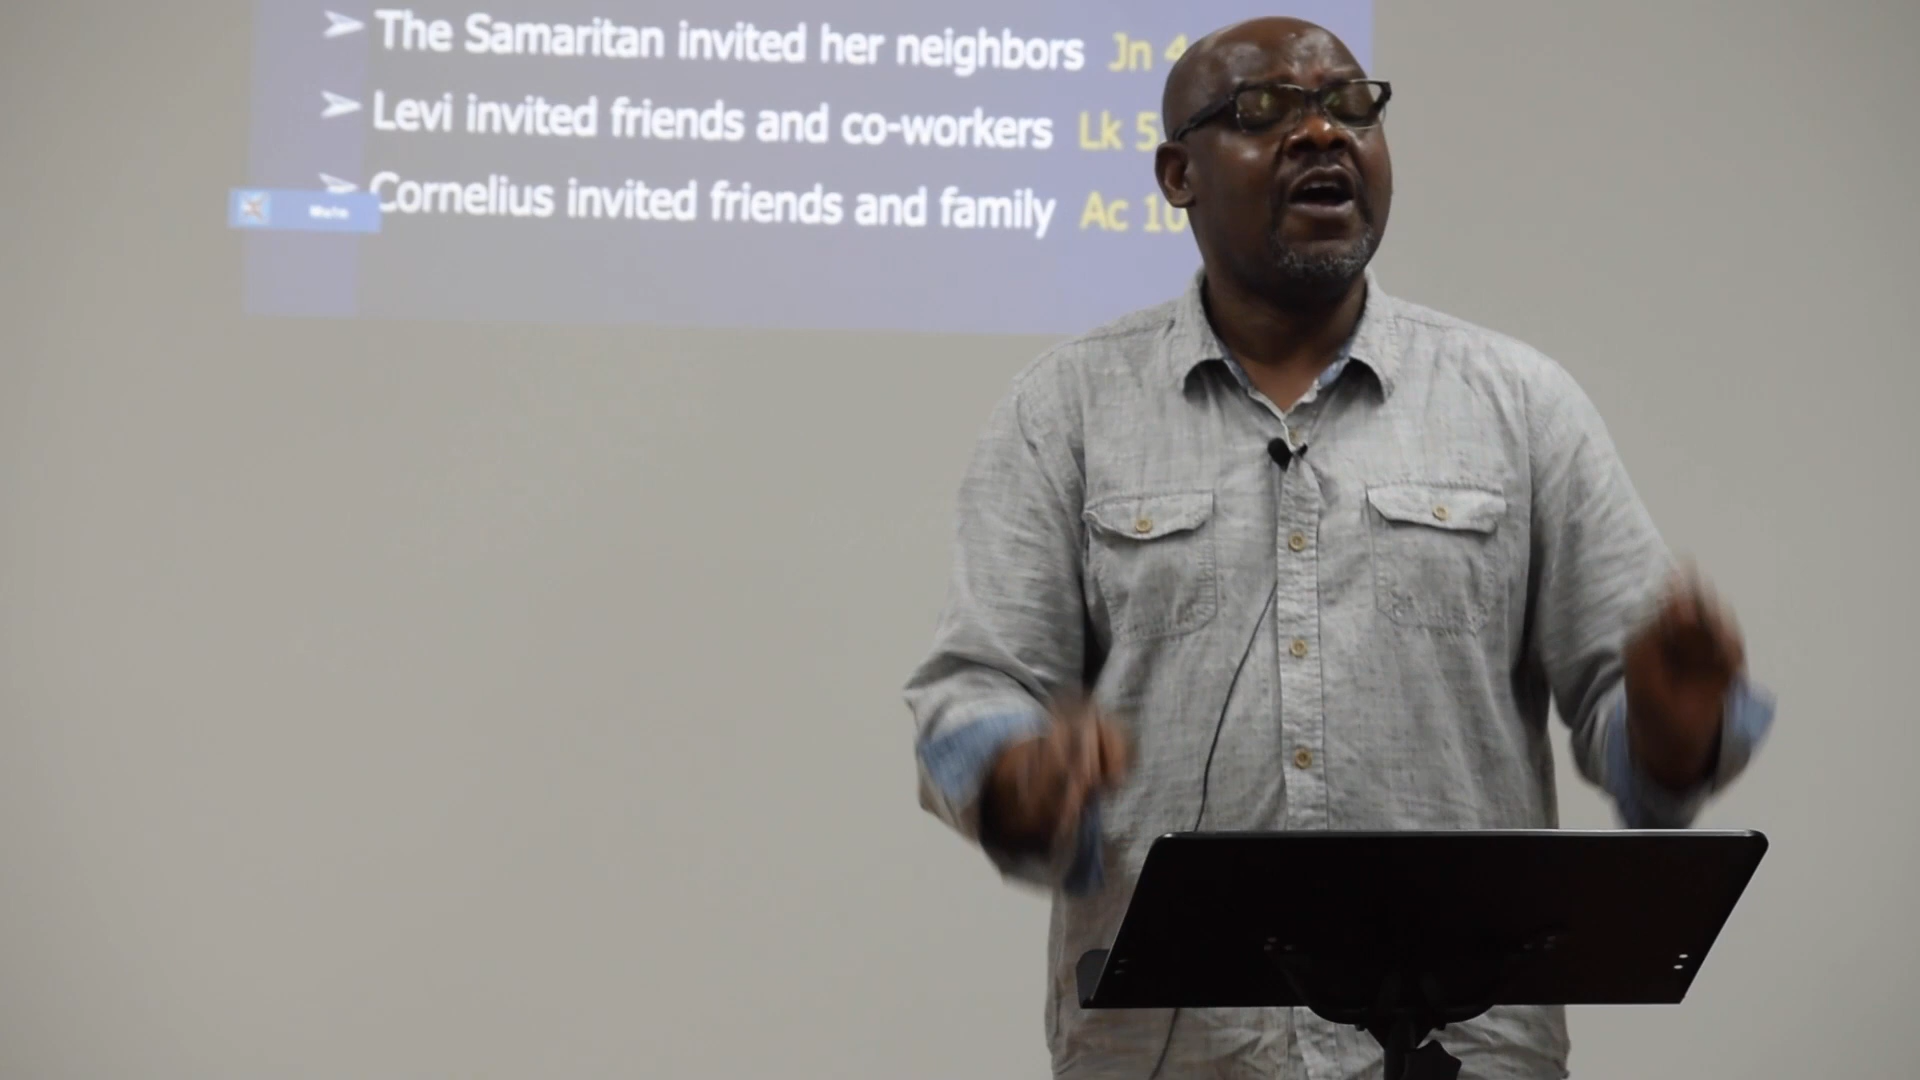 The Samaritan invited her neighbors Jn 4
Levi invited friends and co-workers Lk 5
Cornelius invited friends and family Ac 10
Mute